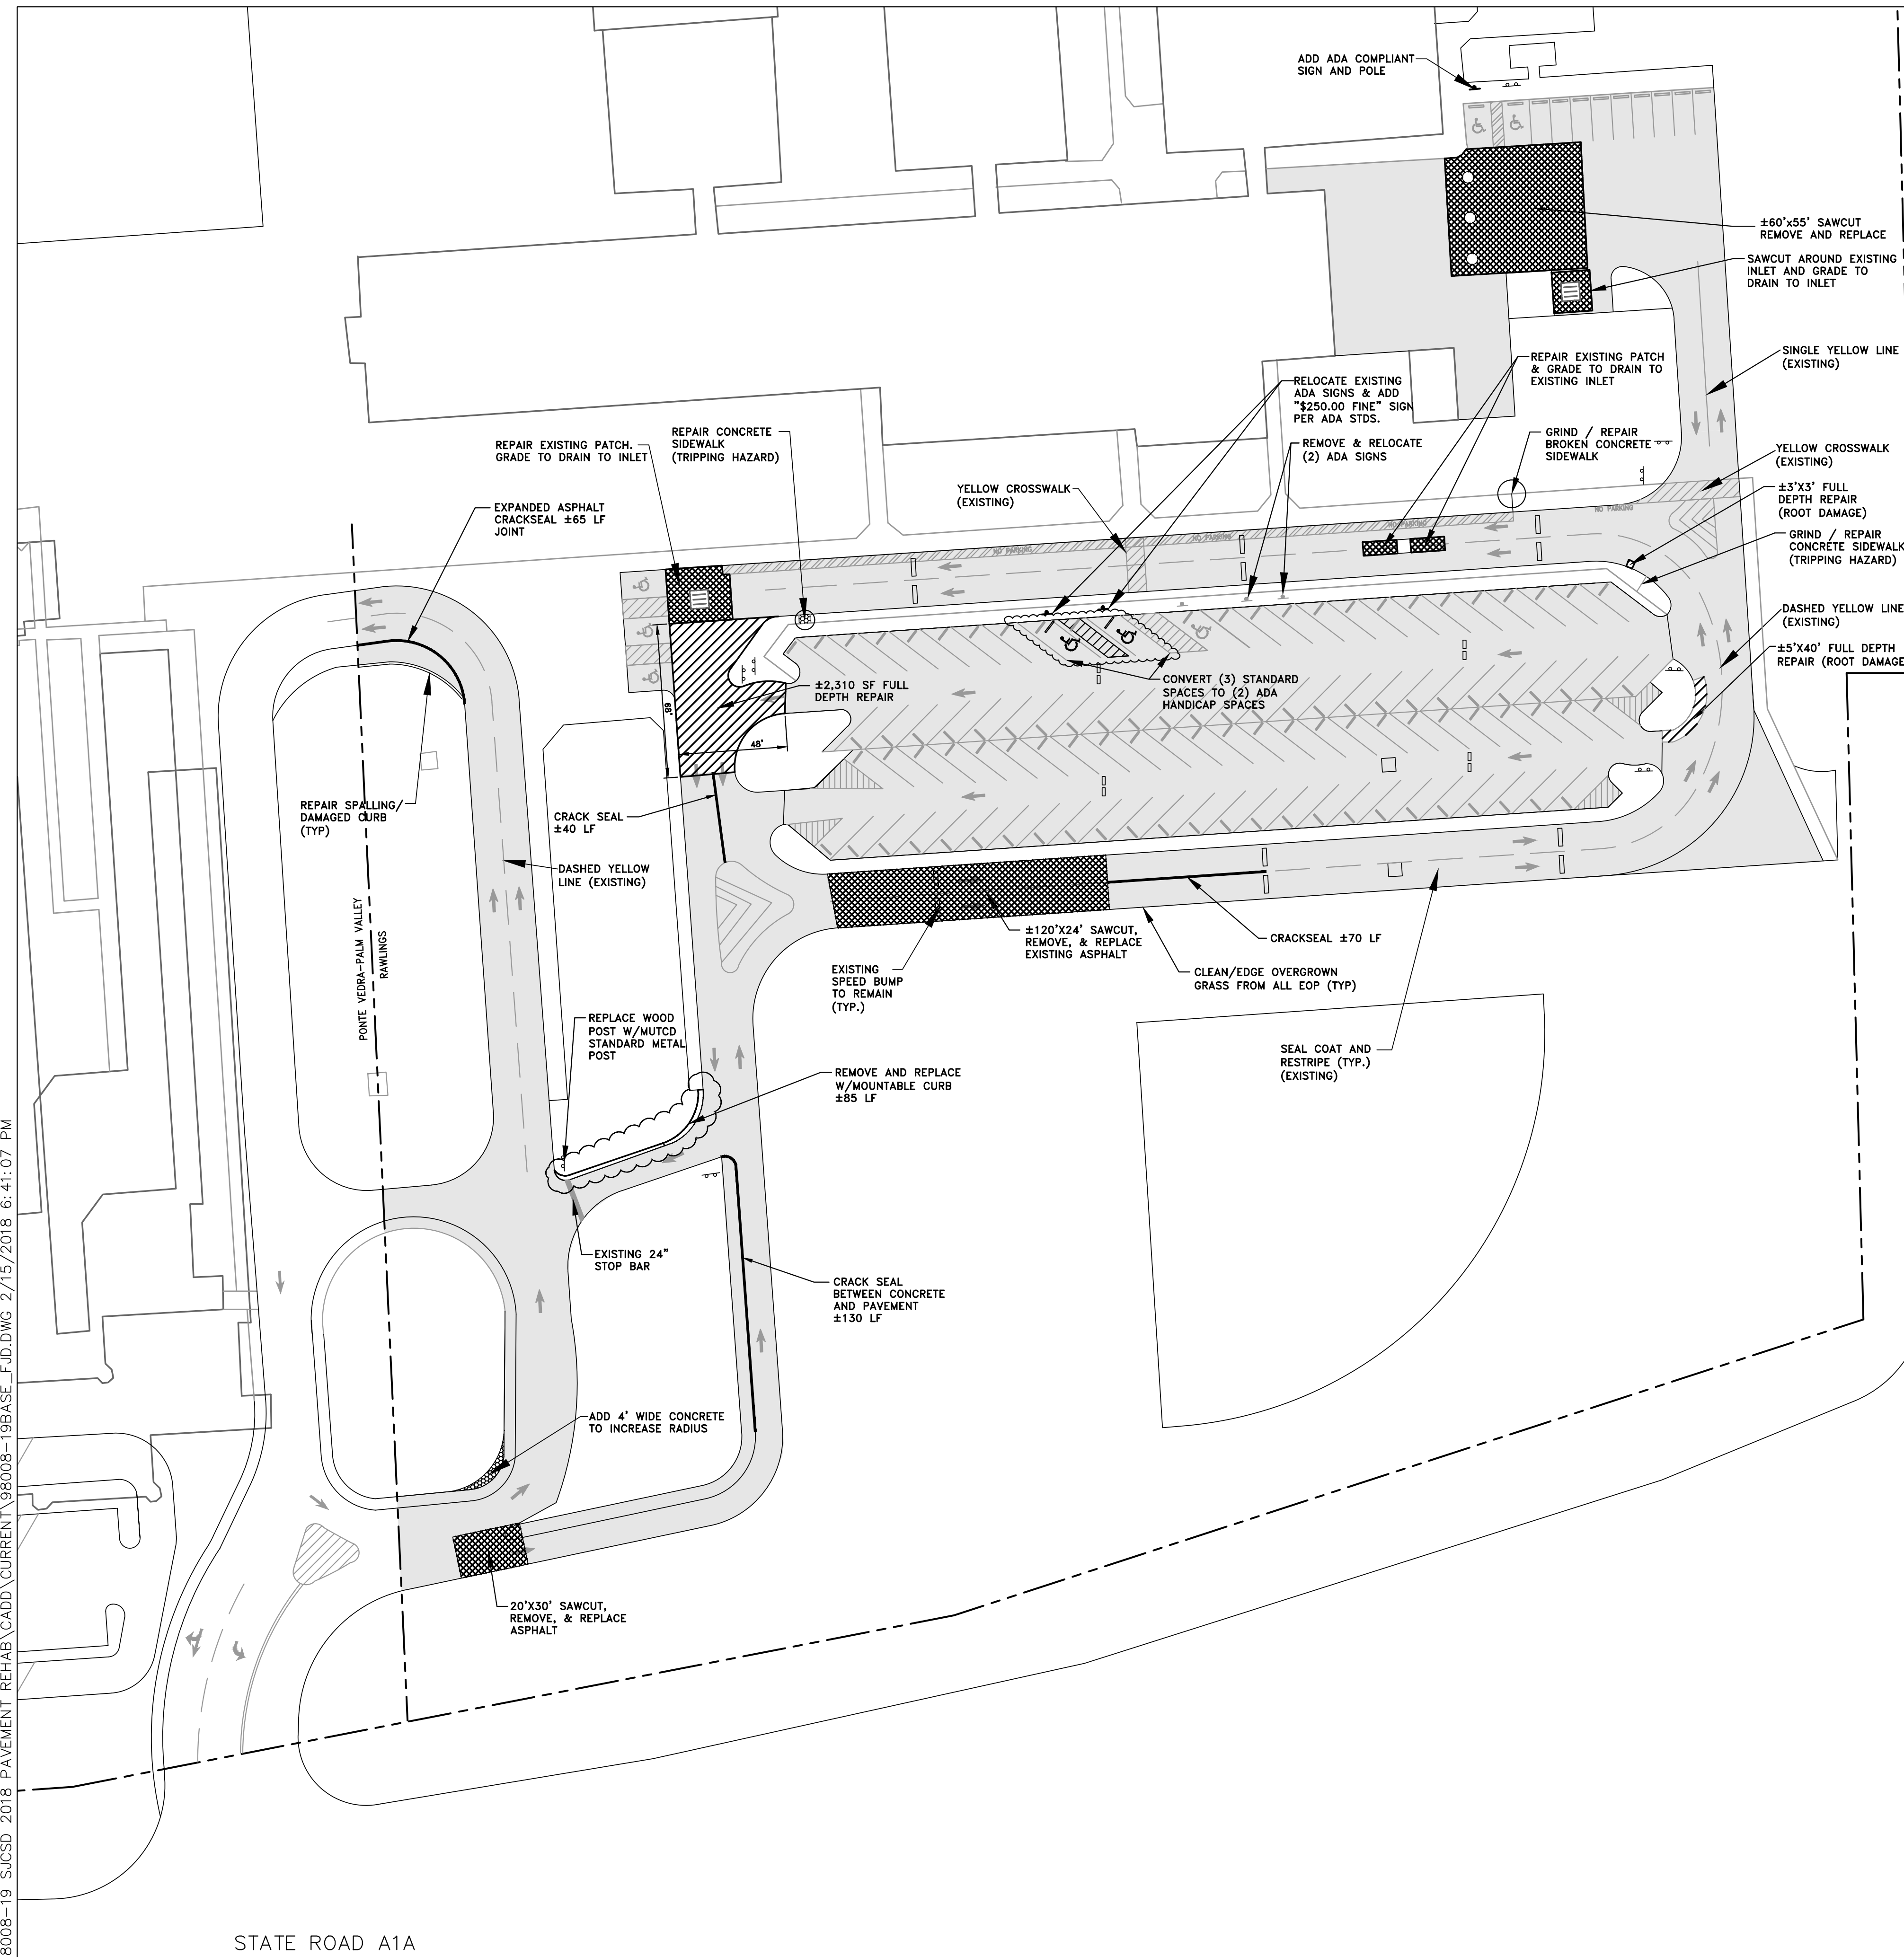 ADD ADA COMPLIANT
SIGN AND POLE
±60'x55' SAWCUT
REMOVE AND REPLACE
SAWCUT AROUND EXISTING
INLET AND GRADE TO
DRAIN TO INLET
SINGLE YELLOW LINE
(EXISTING)
REPAIR EXISTING PATCH
& GRADE TO DRAIN TO
EXISTING INLET
RELOCATE EXISTING
ADA SIGNS & ADD
"$250.00 FINE" SIGN
PER ADA STDS.
REMOVE & RELOCATE
(2) ADA SIGNS
GRIND / REPAIR
BROKEN CONCRETE
SIDEWALK
REPAIR CONCRETE
SIDEWALK
(TRIPPING HAZARD)
REPAIR EXISTING PATCH.
GRADE TO DRAIN TO INLET
YELLOW CROSSWALK
(EXISTING)
YELLOW CROSSWALK
(EXISTING)
±3'X3' FULL
DEPTH REPAIR
(ROOT DAMAGE)
GRIND / REPAIR
CONCRETE SIDEWALK
(TRIPPING HAZARD)
EXPANDED ASPHALT
CRACKSEAL ±65 LF
JOINT
NO PARKING
NO PARKING
NO PARKING
NO PARKING
DASHED YELLOW LINE
(EXISTING)
±5'X40' FULL DEPTH
REPAIR (ROOT DAMAGE
CONVERT (3) STANDARD
SPACES TO (2) ADA
HANDICAP SPACES
±2,310 SF FULL
DEPTH REPAIR
68'
48'
REPAIR SPALLING/
DAMAGED CURB
(TYP)
CRACK SEAL
±40 LF
DASHED YELLOW
LINE (EXISTING)
PONTE VEDRA-PALM VALLEY
RAWLINGS
±120'X24' SAWCUT,
REMOVE, & REPLACE
EXISTING ASPHALT
CRACKSEAL ±70 LF
EXISTING
SPEED BUMP
TO REMAIN
(TYP.)
CLEAN/EDGE OVERGROWN
GRASS FROM ALL EOP (TYP)
REPLACE WOOD
POST W/MUTCD
STANDARD METAL
POST
SEAL COAT AND
RESTRIPE (TYP.)
(EXISTING)
REMOVE AND REPLACE
W/MOUNTABLE CURB
±85 LF
EXISTING 24"
STOP BAR
CRACK SEAL
BETWEEN CONCRETE
AND PAVEMENT
±130 LF
ADD 4' WIDE CONCRETE
TO INCREASE RADIUS
20'X30' SAWCUT,
REMOVE, & REPLACE
ASPHALT
STATE ROAD A1A
8008-19 SJCSD 2018 PAVEMENT REHAB\CADD\CURRENT\98008-19BASE_FJD.DWG 2/15/2018 6:41:07 PM